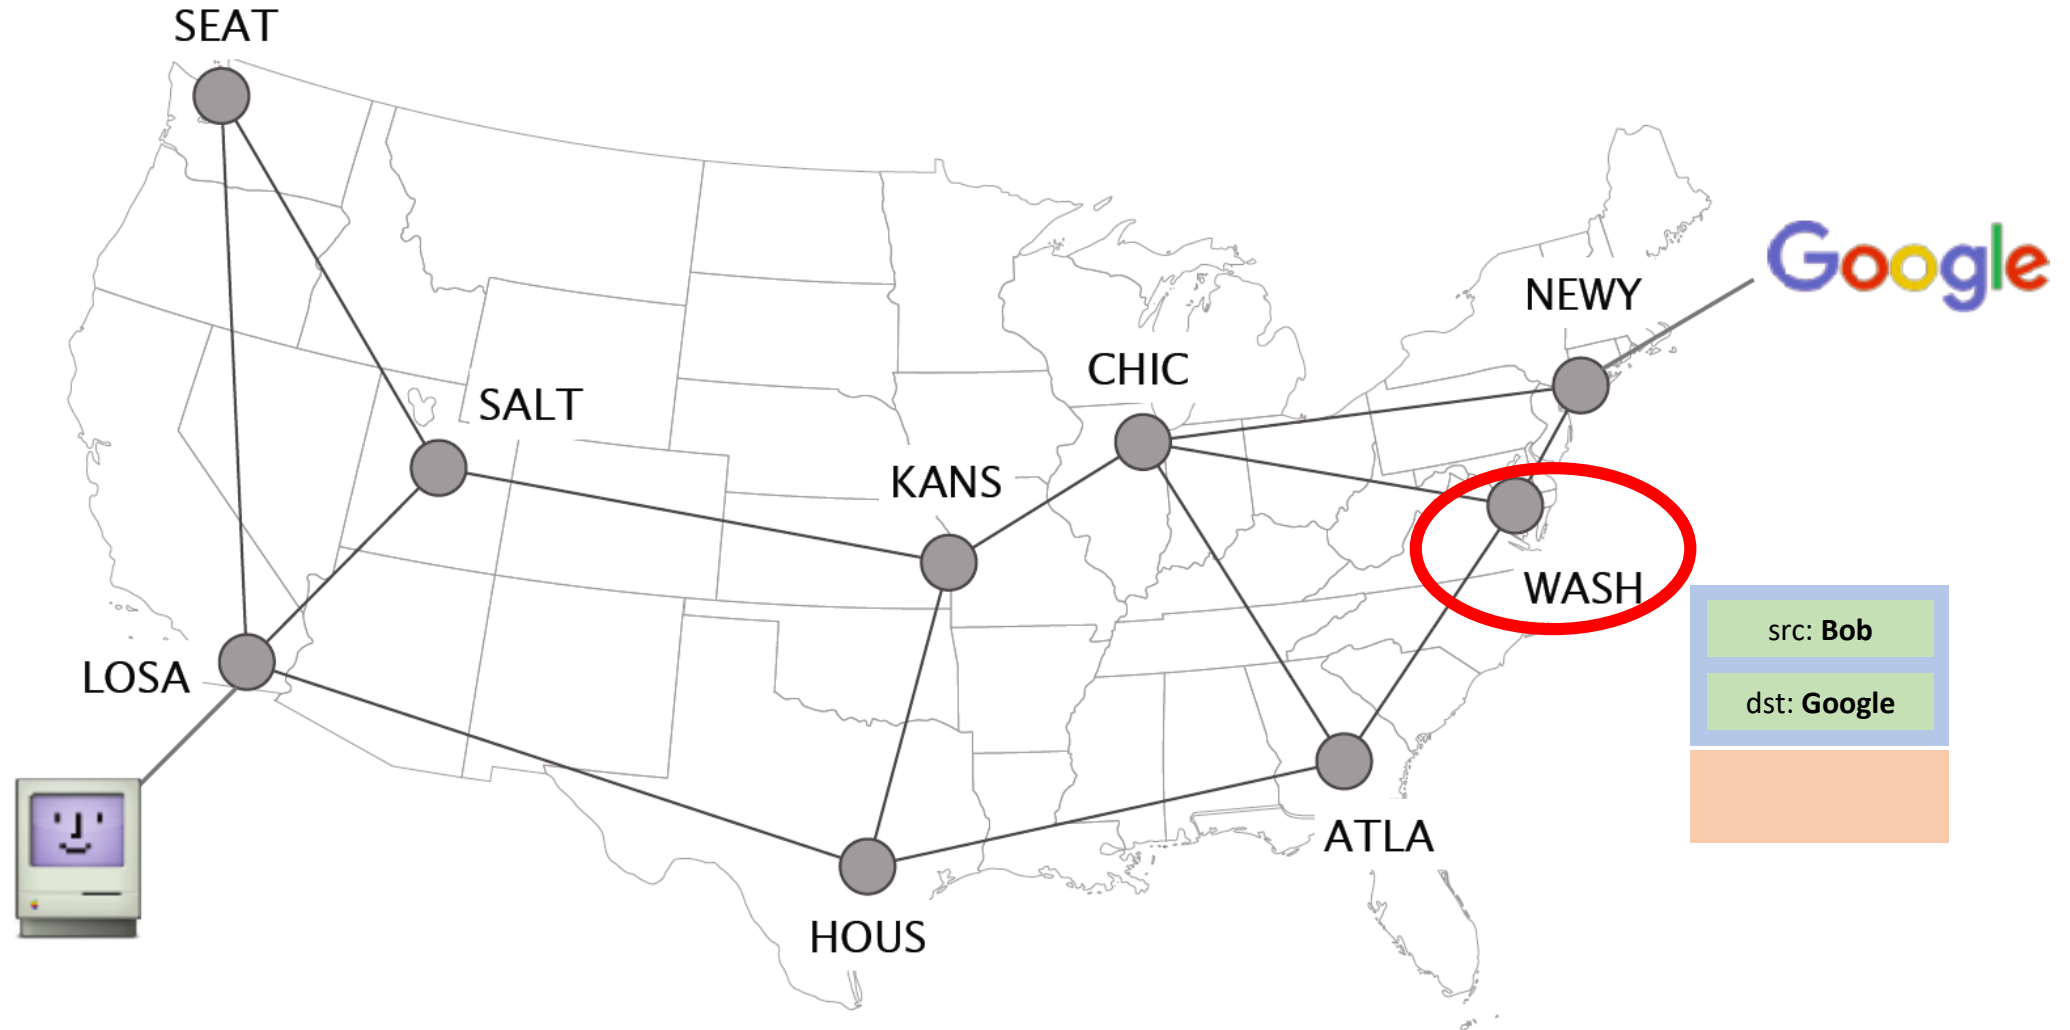 SEAT
Google
NEWY
CHIC
SALT
KANS
WASH
src: Bob
LOSA
dst: Google
ATLA
HOUS